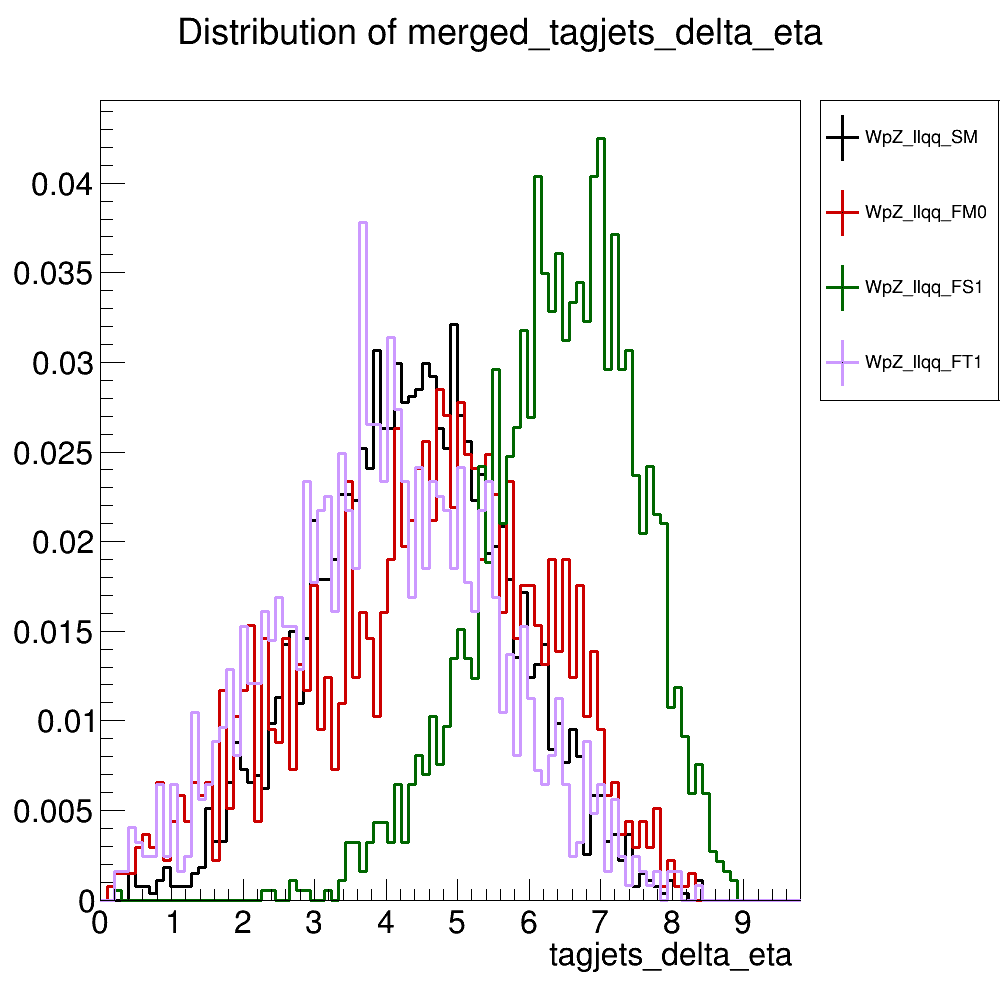 Distribution of merged_tagjets_delta_eta
WpZ_llqq_SM
WpZ_llqq_FM0
WpZ_llqq_FS1
WpZ_llqq_FT1
0.04
0.035
0.03
0.025
0.02
0.015
0.01
0.005
0
0 1 2 3 4 5 6 7 8 9
tagjets_delta_eta